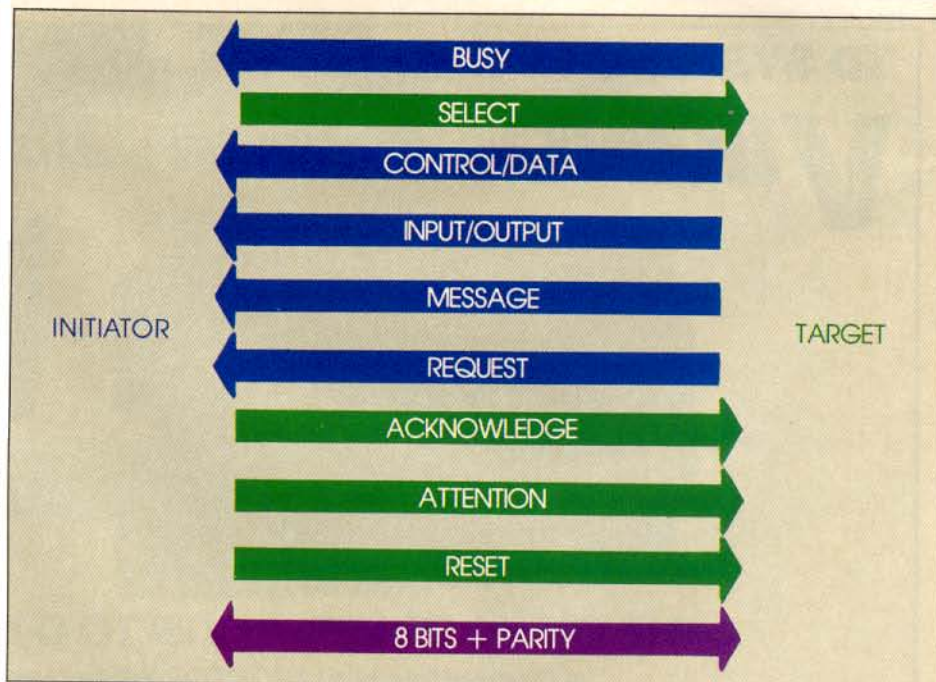 BUSY
SELECT
CONTROL/DATA
INPUT/OUTPUT
MESSAGE
INITIATOR
TARGET
REQUEST
ACKNOWLEDGE
ATTENTION
RESET
8 BITS + PARITY